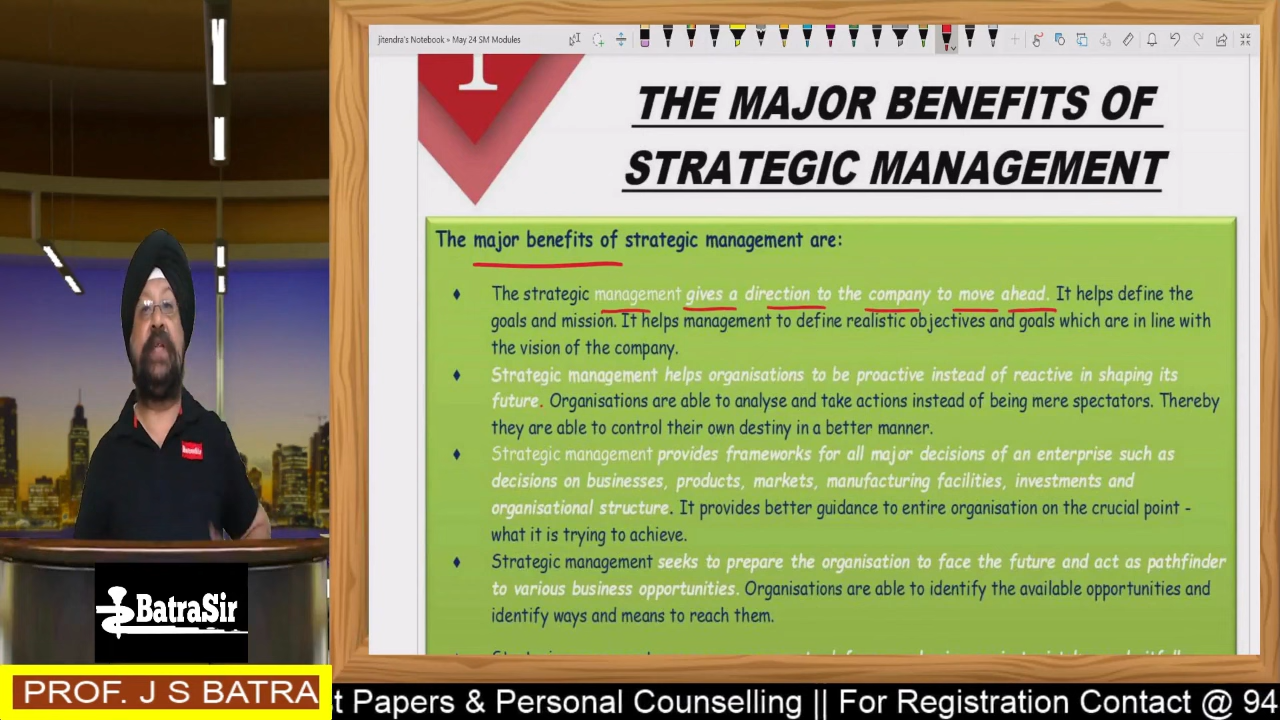 jitendra's Notebook » May 24 SM Modules
1
THE MAJOR BENEFITS OF
STRATEGIC MANAGEMENT
The major benefits of strategic management are:
♦ The strategic management gives a direction to the company to move ahead. It helps define the
goals and mission. It helps management to define realistic objectives and goals which are in line with
the vision of the company.
♦ Strategic management helps organisations to be proactive instead of reactive in shaping its
future. Organisations are able to analyse and take actions instead of being mere spectators. Thereby
they are able to control their own destiny in a better manner.
♦ Strategic management provides frameworks for all major decisions of an enterprise such as
decisions on businesses, products, markets, manufacturing facilities, investments and
organisational structure. It provides better guidance to entire organisation on the crucial point -
what it is trying to achieve.
♦ Strategic management seeks to prepare the organisation to face the future and act as pathfinder
to various business opportunities. Organisations are able to identify the available opportunities and
identify ways and means to reach them.
BatraSir
BatraSir
PROF. J S BATRA
t Papers & Personal Counselling || For Registration Contact @ 94